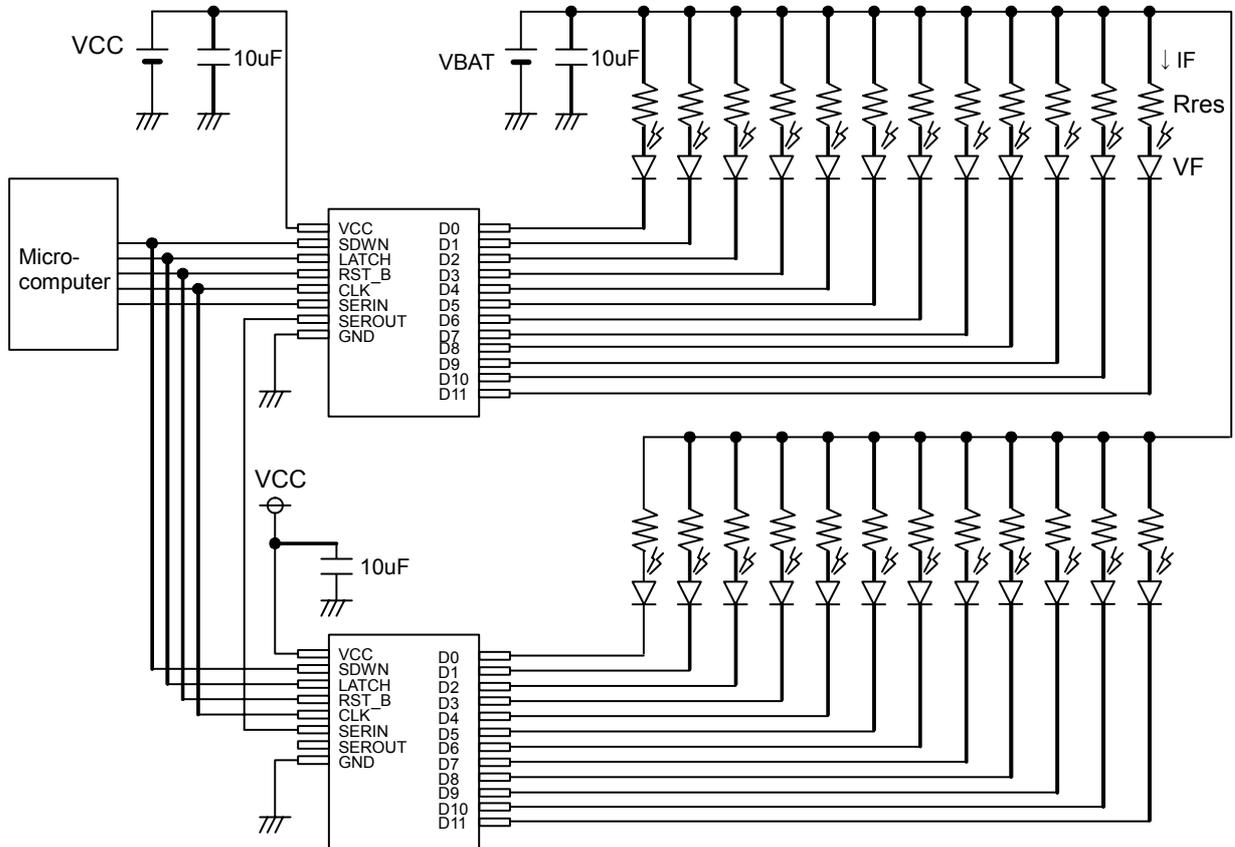 VCC
10uF
VBAT
10uF
↓ IF
Rres
VF
Micro-
computer
VCC
SDWN
LATCH
RST_B
CLK
SERIN
SEROUT
GND
D0
D1
D2
D3
D4
D5
D6
D7
D8
D9
D10
D11
VCC
10uF
VCC
SDWN
LATCH
RST_B
CLK
SERIN
SEROUT
GND
D0
D1
D2
D3
D4
D5
D6
D7
D8
D9
D10
D11